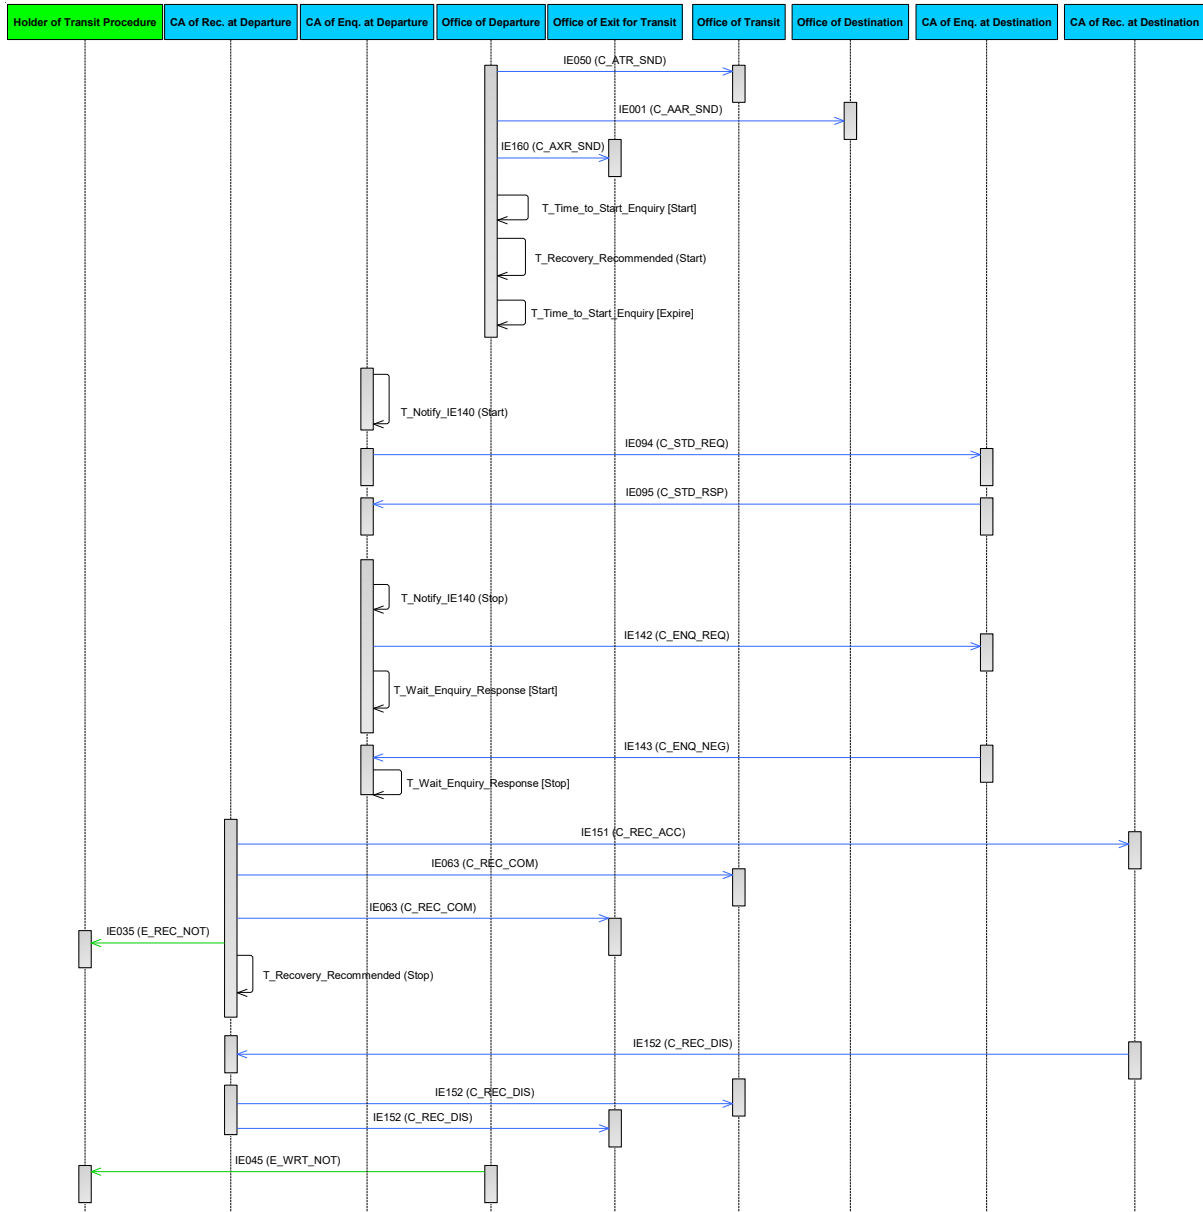 Holder of Transit Procedure
CA of Rec. at Departure
CA of Enq. at Departure
Office of Departure
Office of Exit for Transit
Office of Transit
Office of Destination
CA of Enq. at Destination
CA of Rec. at Destination
IE050 (C_ATR_SND)
IE001 (C_AAR_SND)
IE160 (C_AXR_SND)
T_Time_to_Start_Enquiry [Start]
T_Recovery_Recommended (Start)
T_Time_to_Start_Enquiry [Expire]
T_Notify_IE140 (Start)
IE094 (C_STD_REQ)
IE095 (C_STD_RSP)
T_Notify_IE140 (Stop)
IE142 (C_ENQ_REQ)
T_Wait_Enquiry_Response [Start]
IE143 (C_ENQ_NEG)
T_Wait_Enquiry_Response [Stop]
IE151 (C_REC_ACC)
IE063 (C_REC_COM)
IE063 (C_REC_COM)
IE035 (E_REC_NOT)
T_Recovery_Recommended (Stop)
IE152 (C_REC_DIS)
IE152 (C_REC_DIS)
IE152 (C_REC_DIS)
IE045 (E_WRT_NOT)